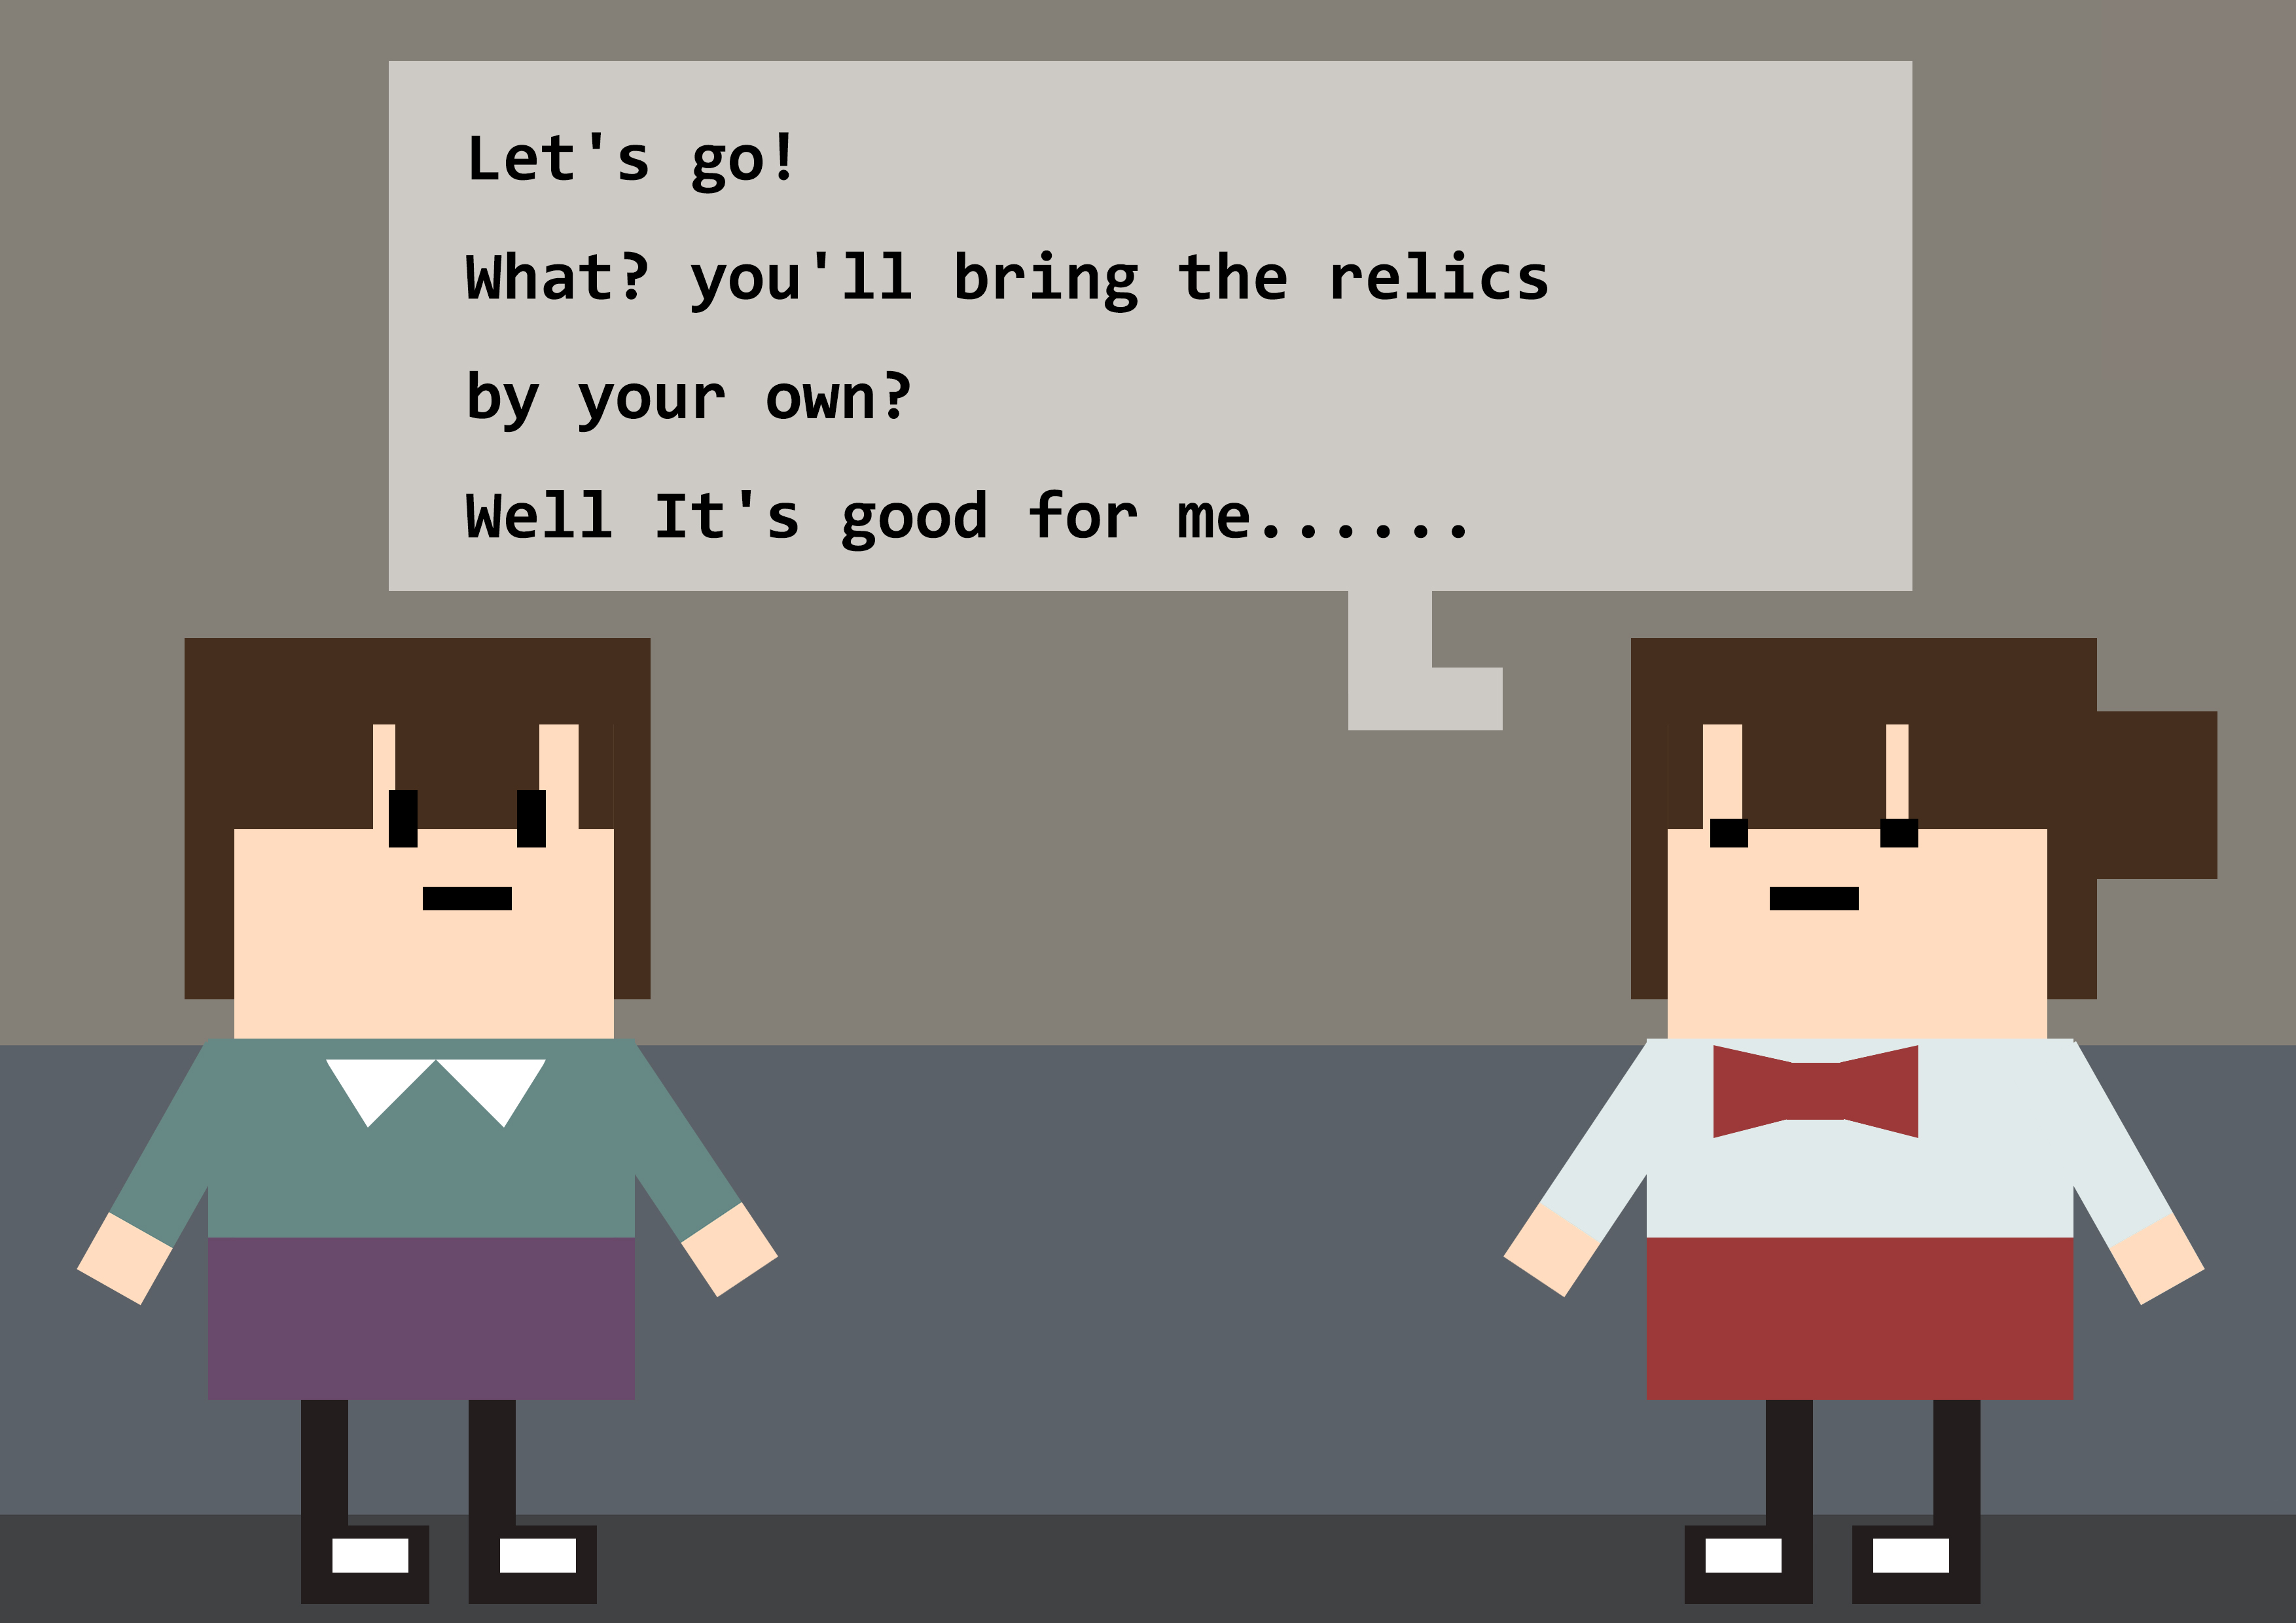 Let's go!
What? you'll bring the relics
by your own?
Well It's good for me......